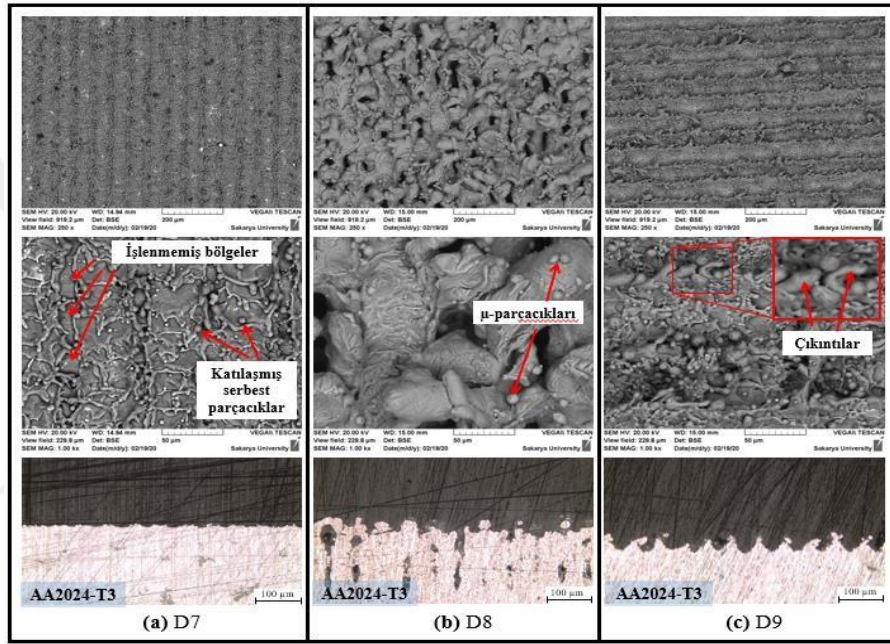 SEM HV: 20.00 kV WD: 14.94 mm VEGA\\ TESCAN
View field: 919.2 µm Det: BSE 200 µm
SEM MAG: 250 x Date(m/d/y): 02/19/20 Sakarya University
SEM HV: 20.00 kV WD: 15.00 mm VEGA\\ TESCAN
View field: 919.2 µm Det: BSE 200 µm
SEM MAG: 250 x Date(m/d/y): 02/19/20 Sakarya University
SEM HV: 20.00 kV WD: 15.00 mm VEGA\\ TESCAN
View field: 919.2 µm Det: BSE 200 µm
SEM MAG: 250 x Date(m/d/y): 02/19/20 Sakarya University
İşlenmemiş bölgeler
Katılaşmış
serbest
parçacıklar
µ-parçacıkları
Çıkıntılar
SEM HV: 20.00 kV WD: 14.94 mm VEGA\\ TESCAN
View field: 229.8 µm Det: BSE 50 µm
SEM MAG: 1.00 kx Date(m/d/y): 02/19/20 Sakarya University
SEM HV: 20.00 kV WD: 15.00 mm VEGA\\ TESCAN
View field: 229.8 µm Det: BSE 50 µm
SEM MAG: 1.00 kx Date(m/d/y): 02/19/20 Sakarya University
SEM HV: 20.00 kV WD: 15.00 mm VEGA\\ TESCAN
View field: 229.8 µm Det: BSE 50 µm
SEM MAG: 1.00 kx Date(m/d/y): 02/19/20 Sakarya University
AA2024-T3 100 µm
AA2024-T3 100 µm
AA2024-T3 100 µm
(a) D7
(b) D8
(c) D9